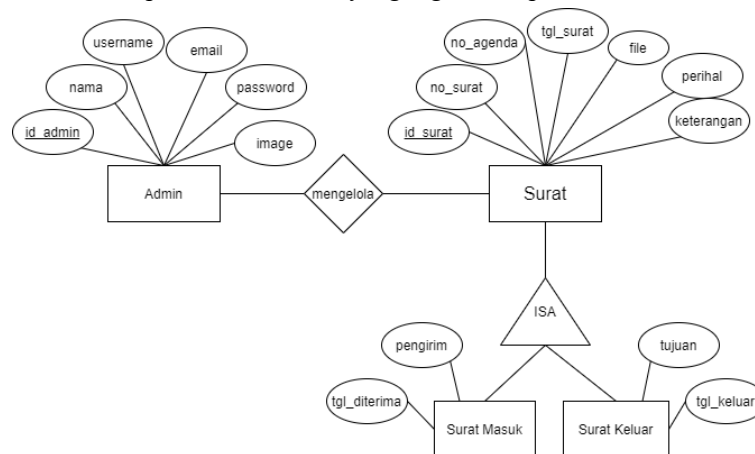 username
email
nama
password
id_admin
image
Admin
mengelola
no_agenda
tgl_surat
file
no_surat
perihal
id_surat
keterangan
Surat
ISA
pengirim
tujuan
tgl_diterima
tgl_keluar
Surat Masuk
Surat Keluar